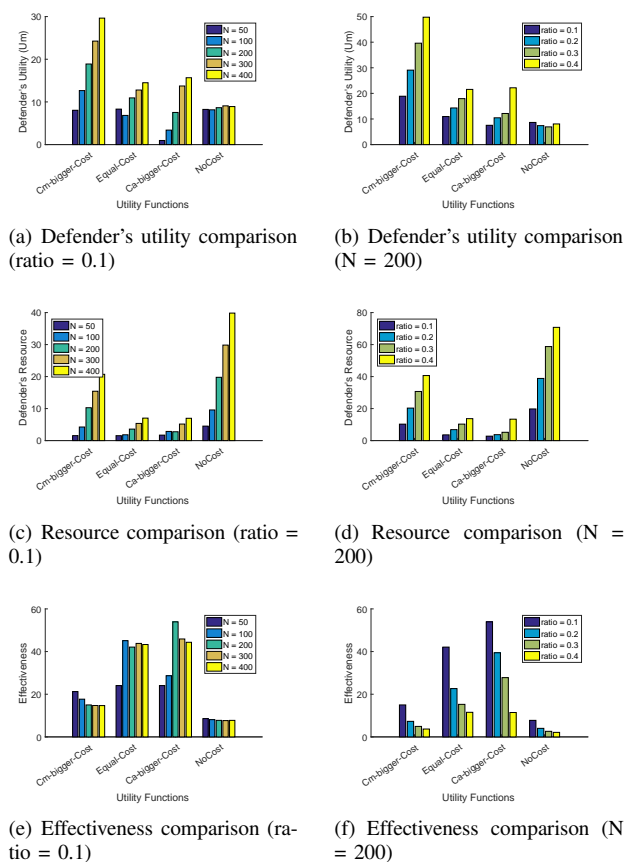 30
20
10
0
Defender's Utility (Um)
N = 50
N = 100
N = 200
N = 300
N = 400
Cm-bigger-Cost
Equal-Cost
Ca-bigger-Cost
NoCost
Utility Functions
(a) Defender's utility comparison
(ratio = 0.1)
50
40
30
20
10
0
Defender's Utility (Um)
ratio = 0.1
ratio = 0.2
ratio = 0.3
ratio = 0.4
Cm-bigger-Cost
Equal-Cost
Ca-bigger-Cost
NoCost
Utility Functions
(b) Defender's utility comparison
(N = 200)
40
30
20
10
0
Defender's Resource
N = 50
N = 100
N = 200
N = 300
N = 400
Cm-bigger-Cost
Equal-Cost
Ca-bigger-Cost
NoCost
Utility Functions
(c) Resource comparison (ratio =
0.1)
80
60
40
20
0
Defender's Resource
ratio = 0.1
ratio = 0.2
ratio = 0.3
ratio = 0.4
Cm-bigger-Cost
Equal-Cost
Ca-bigger-Cost
NoCost
Utility Functions
(d) Resource comparison (N =
200)
60
40
20
0
Effectiveness
N = 50
N = 100
N = 200
N = 300
N = 400
Cm-bigger-Cost
Equal-Cost
Ca-bigger-Cost
NoCost
Utility Functions
(e) Effectiveness comparison (ra-
tio = 0.1)
60
40
20
0
Effectiveness
ratio = 0.1
ratio = 0.2
ratio = 0.3
ratio = 0.4
Cm-bigger-Cost
Equal-Cost
Ca-bigger-Cost
NoCost
Utility Functions
(f) Effectiveness comparison (N
= 200)